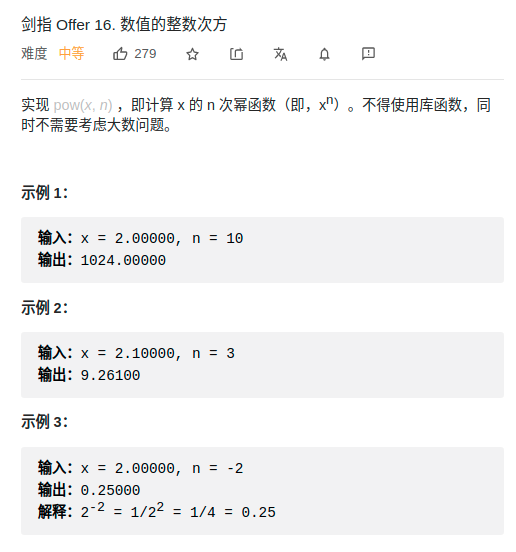 剑指 Offer 16. 数值的整数次方
难度 中等 279
实现 pow(x, n) ，即计算 x 的 n 次幂函数（即，xⁿ）。不得使用库函数，同
时不需要考虑大数问题。
示例 1：
输入：x = 2.00000, n = 10
输出：1024.00000
示例 2：
输入：x = 2.10000, n = 3
输出：9.26100
示例 3：
输入：x = 2.00000, n = -2
输出：0.25000
解释：2⁻² = 1/2² = 1/4 = 0.25